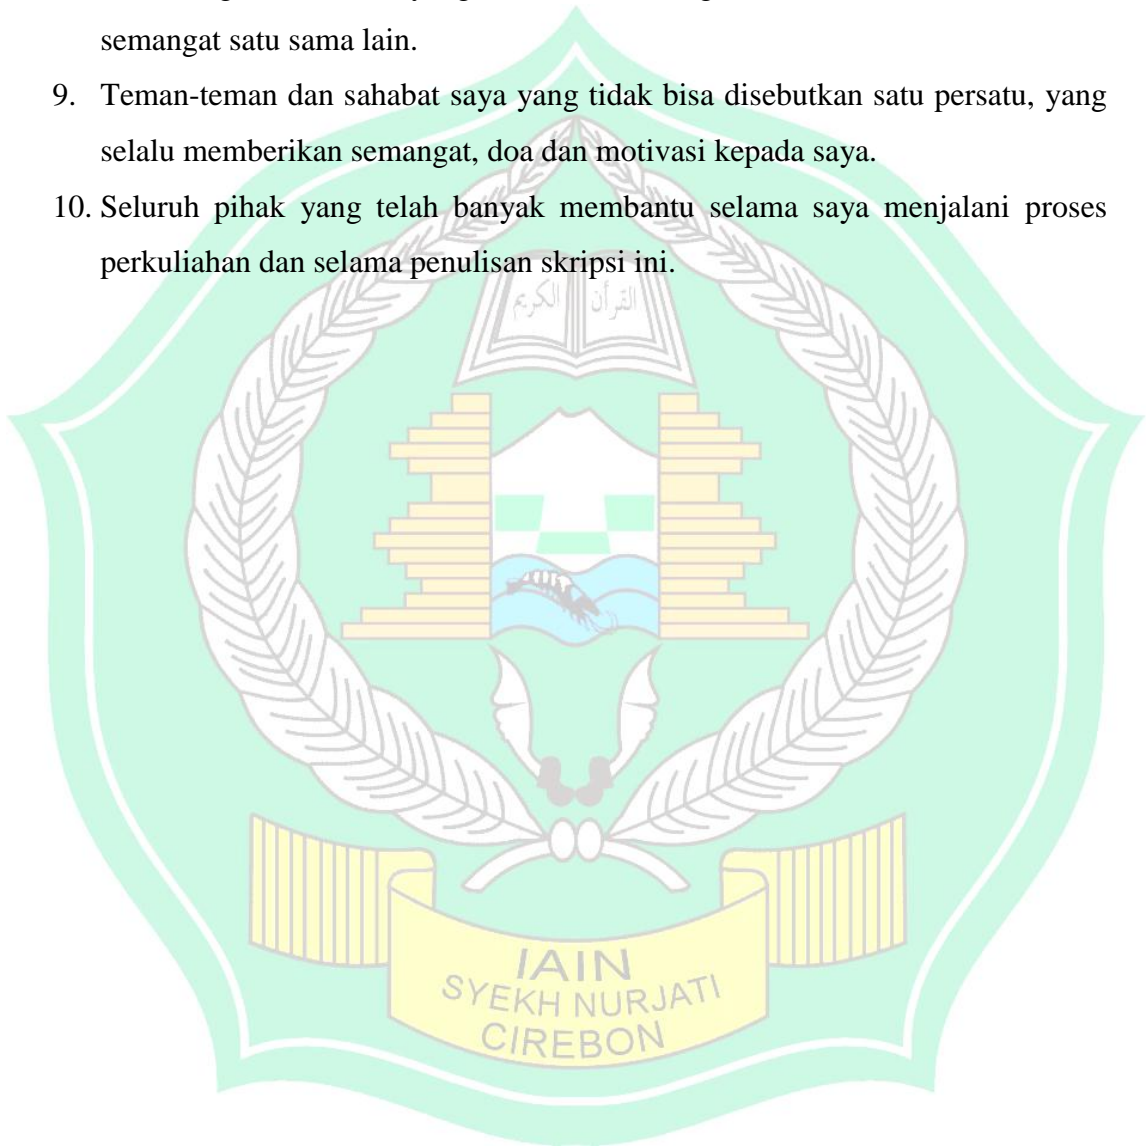 semangat satu sama lain.
9. Teman-teman dan sahabat saya yang tidak bisa disebutkan satu persatu, yang
selalu memberikan semangat, doa dan motivasi kepada saya.
10. Seluruh pihak yang telah banyak membantu selama saya menjalani proses
perkuliahan dan selama penulisan skripsi ini.
القرآن الكريم
IAIN
SYEKH NURJATI
CIREBON